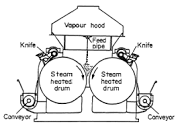 Vapour hood
Knife
Feed
pipe
Knife
Steam
heated
drum
Steam
heated
drum
Conveyor
Conveyor